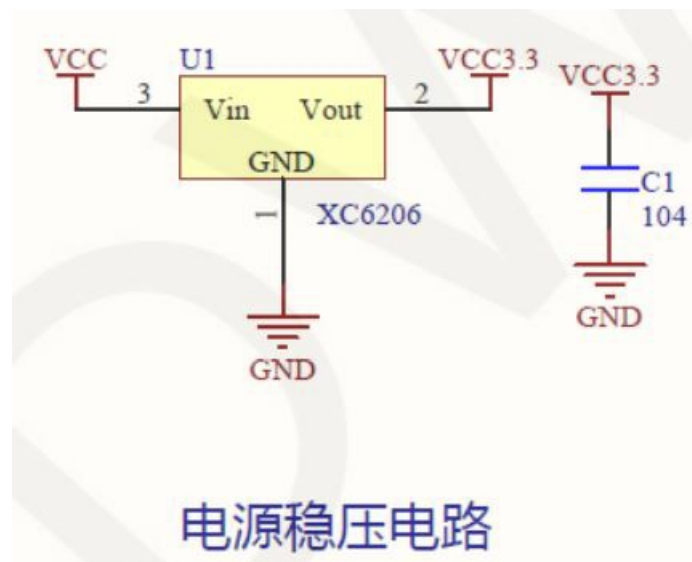 VCC
U1
VCC3.3
VCC3.3
3
Vin
Vout
2
GND
C1
104
1
XC6206
GND
GND
电源稳压电路